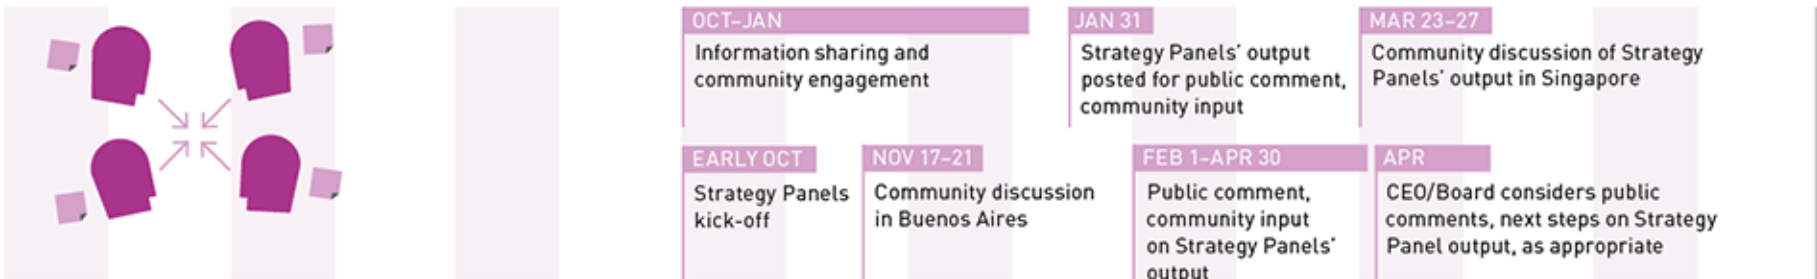 OCT–JAN
Information sharing and
community engagement
JAN 31
Strategy Panels' output
posted for public comment,
community input
MAR 23–27
Community discussion of Strategy
Panels' output in Singapore
EARLY OCT
Strategy Panels
kick-off
NOV 17–21
Community discussion
in Buenos Aires
FEB 1–APR 30
Public comment,
community input
on Strategy Panels'
output
APR
CEO/Board considers public
comments, next steps on Strategy
Panel output, as appropriate